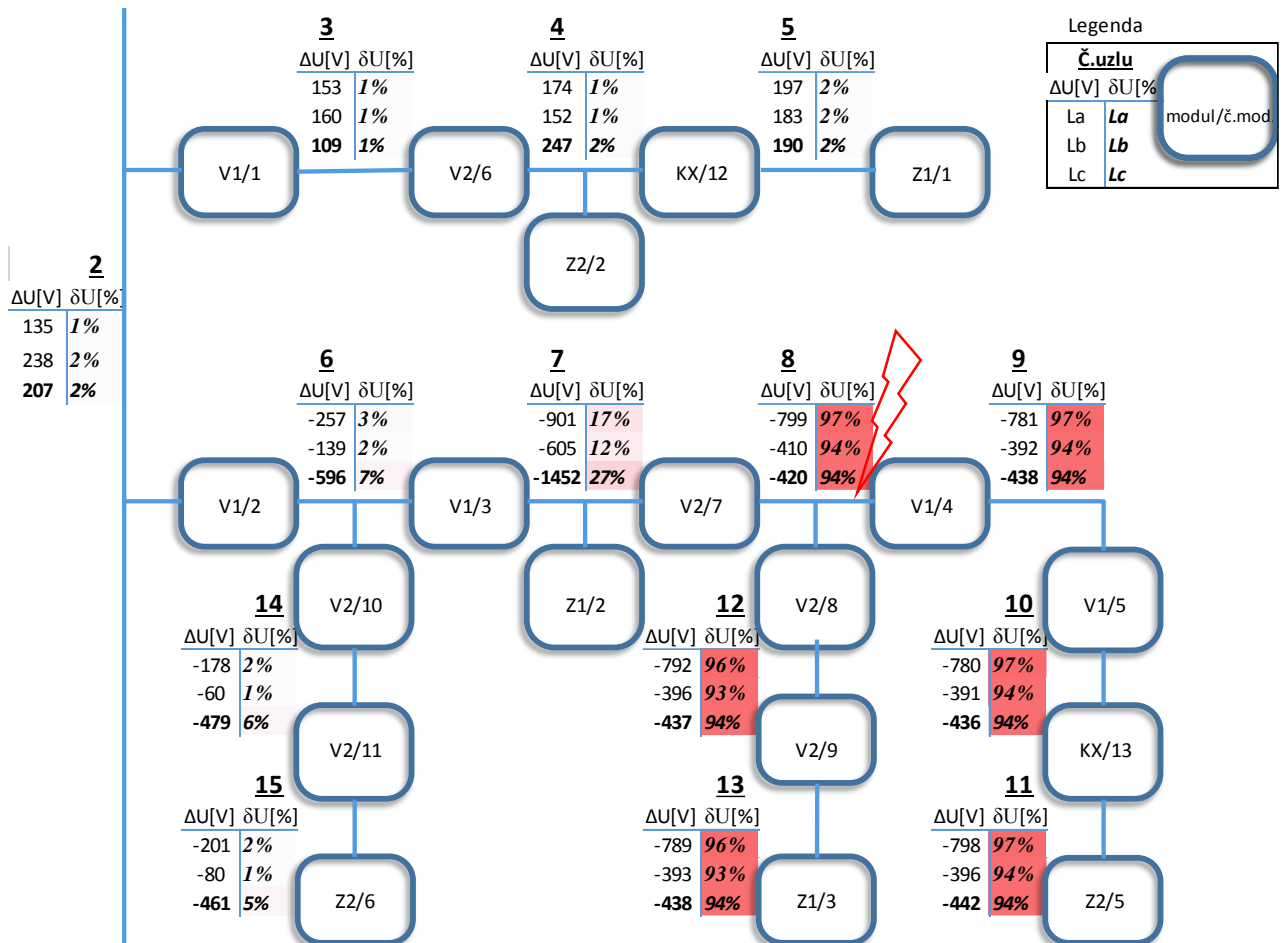 3
ΔU[V] δU[%]
153 1%
160 1%
109 1%
4
ΔU[V] δU[%]
174 1%
152 1%
247 2%
5
ΔU[V] δU[%]
197 2%
183 2%
190 2%
Legenda
Č.uzlu
ΔU[V] δU[%
La La
Lb Lb
Lc Lc
modul/č.mod.
V1/1
V2/6
KX/12
Z1/1
Z2/2
2
ΔU[V] δU[%]
135 1%
238 2%
207 2%
6
ΔU[V] δU[%]
-257 3%
-139 2%
-596 7%
7
ΔU[V] δU[%]
-901 17%
-605 12%
-1452 27%
8
ΔU[V] δU[%]
-799 97%
-410 94%
-420 94%
9
ΔU[V] δU[%]
-781 97%
-392 94%
-438 94%
V1/2
V1/3
V2/7
V1/4
V2/10
Z1/2
V2/8
V1/5
14
ΔU[V] δU[%]
-178 2%
-60 1%
-479 6%
12
ΔU[V] δU[%]
-792 96%
-396 93%
-437 94%
10
ΔU[V] δU[%]
-780 97%
-391 94%
-436 94%
V2/11
V2/9
KX/13
15
ΔU[V] δU[%]
-201 2%
-80 1%
-461 5%
13
ΔU[V] δU[%]
-789 96%
-393 93%
-438 94%
11
ΔU[V] δU[%]
-798 97%
-396 94%
-442 94%
Z2/6
Z1/3
Z2/5